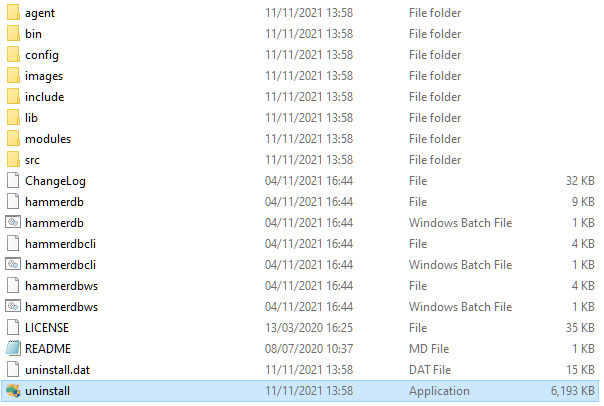 agent 11/11/2021 13:58 File folder
bin 11/11/2021 13:58 File folder
config 11/11/2021 13:58 File folder
images 11/11/2021 13:58 File folder
include 11/11/2021 13:58 File folder
lib 11/11/2021 13:58 File folder
modules 11/11/2021 13:58 File folder
src 11/11/2021 13:58 File folder
ChangeLog 04/11/2021 16:44 File 32 KB
hammerdb 04/11/2021 16:44 File 9 KB
hammerdb 04/11/2021 16:44 Windows Batch File 1 KB
hammerdbcli 04/11/2021 16:44 File 4 KB
hammerdbcli 04/11/2021 16:44 Windows Batch File 1 KB
hammerdbws 04/11/2021 16:44 File 4 KB
hammerdbws 04/11/2021 16:44 Windows Batch File 1 KB
LICENSE 13/03/2020 16:25 File 35 KB
README 08/07/2020 10:37 MD File 1 KB
uninstall.dat 11/11/2021 13:58 DAT File 15 KB
uninstall 11/11/2021 13:58 Application 6,193 KB